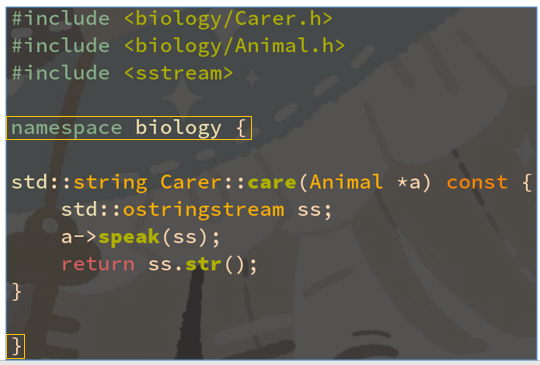 #include <biology/Carer.h>
#include <biology/Animal.h>
#include <sstream>
namespace biology {
std::string Carer::care(Animal *a) const {
    std::ostringstream ss;
    a->speak(ss);
    return ss.str();
}
}